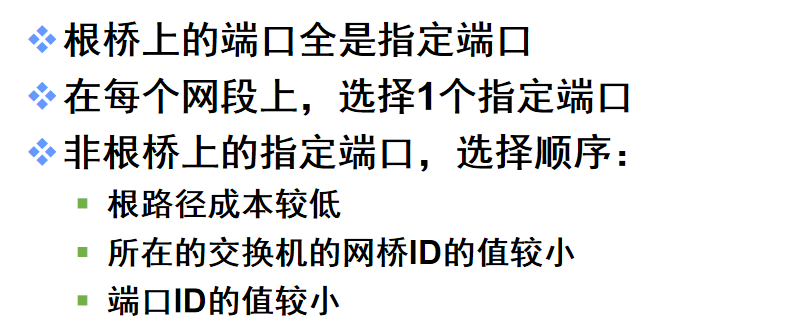 根桥上的端口全是指定端口
在每个网段上，选择1个指定端口
非根桥上的指定端口，选择顺序：
根路径成本较低
所在的交换机的网桥ID的值较小
端口ID的值较小